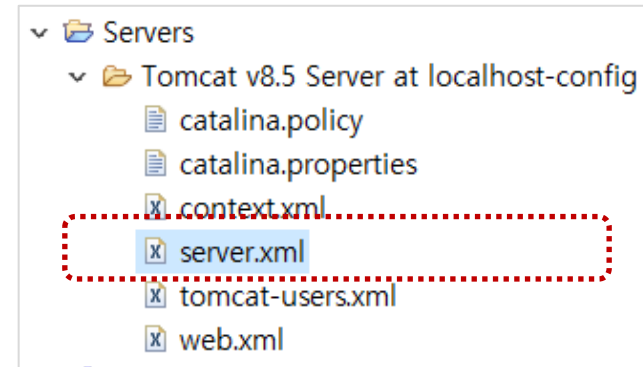 Servers
Tomcat v8.5 Server at localhost-config
catalina.policy
catalina.properties
context.xml
server.xml
tomcat-users.xml
web.xml